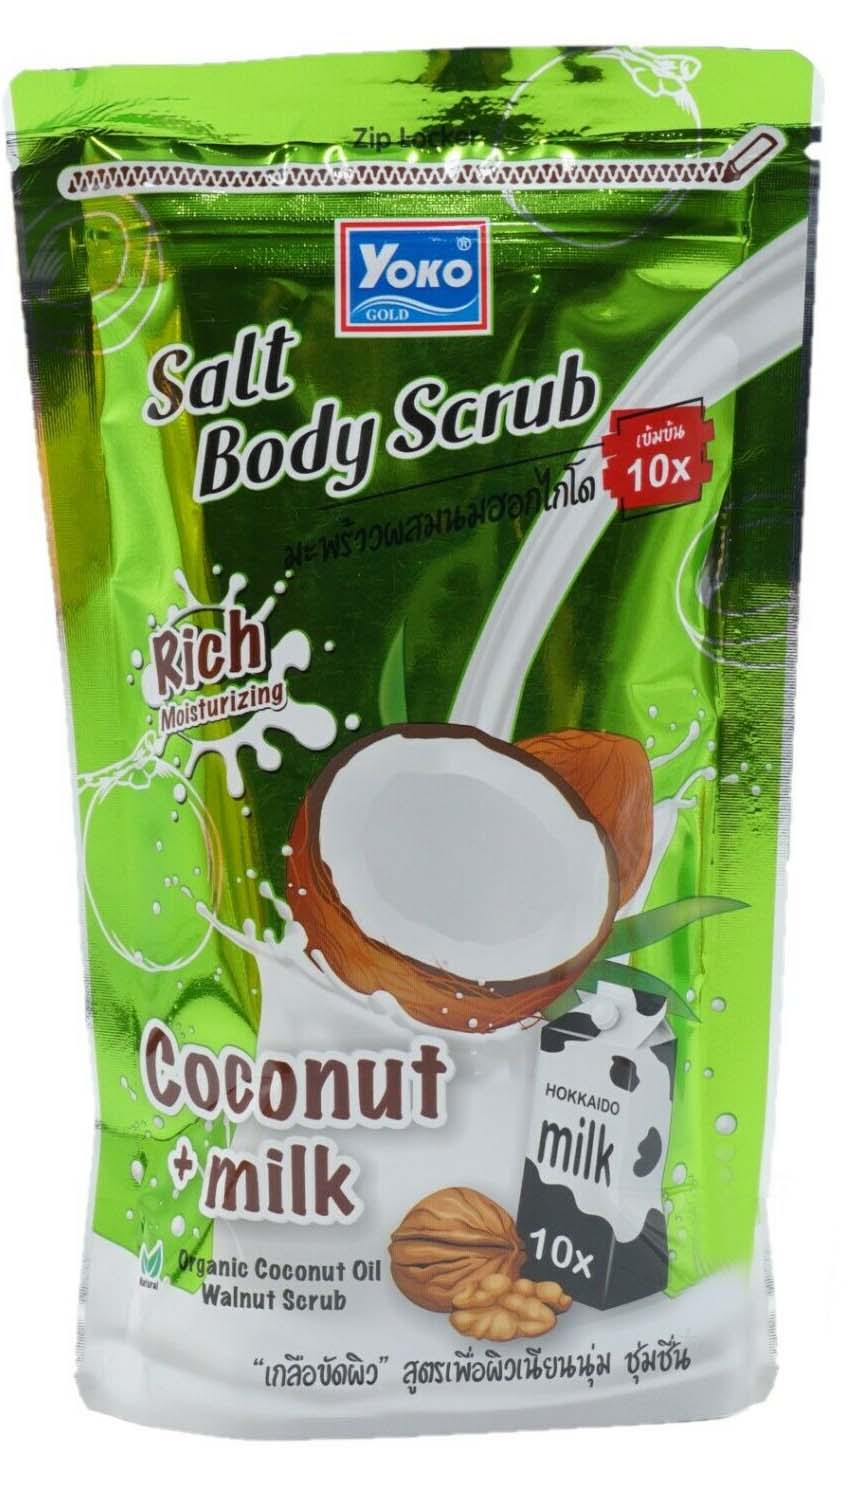 Zip Locker
YOKO®
GOLD
Salt
Body Scrub
เข้มข้น
10x
มะพร้าวผสมนมฮอกไกโด
Rich
Moisturizing
Coconut
+ milk
HOKKAIDO
milk
10x
Natural
Organic Coconut Oil
Walnut Scrub
"เกลือขัดผิว" สูตรเพื่อผิวเนียนนุ่ม ชุ่มชื่น